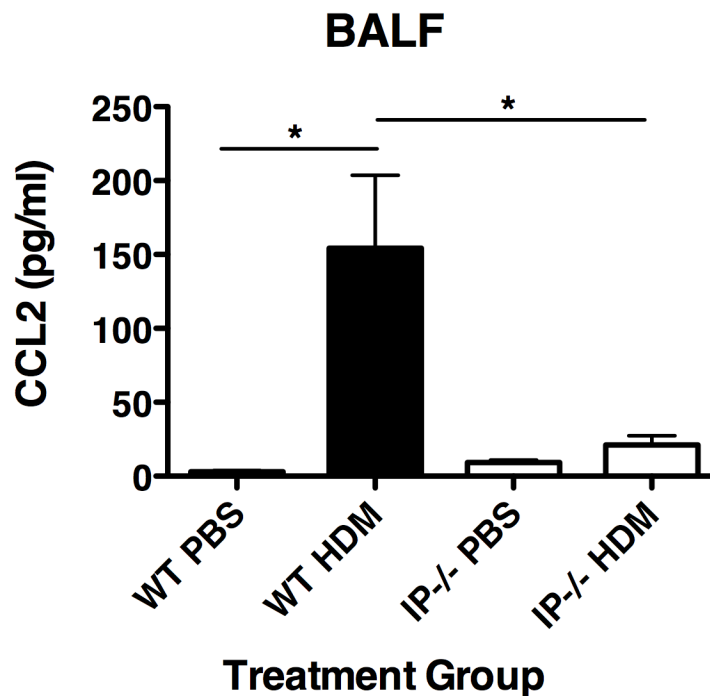 BALF
CCL2 (pg/ml)
250
200
150
100
50
0
*
*
WT PBS
WT HDM
IP-/- PBS
IP-/- HDM
Treatment Group